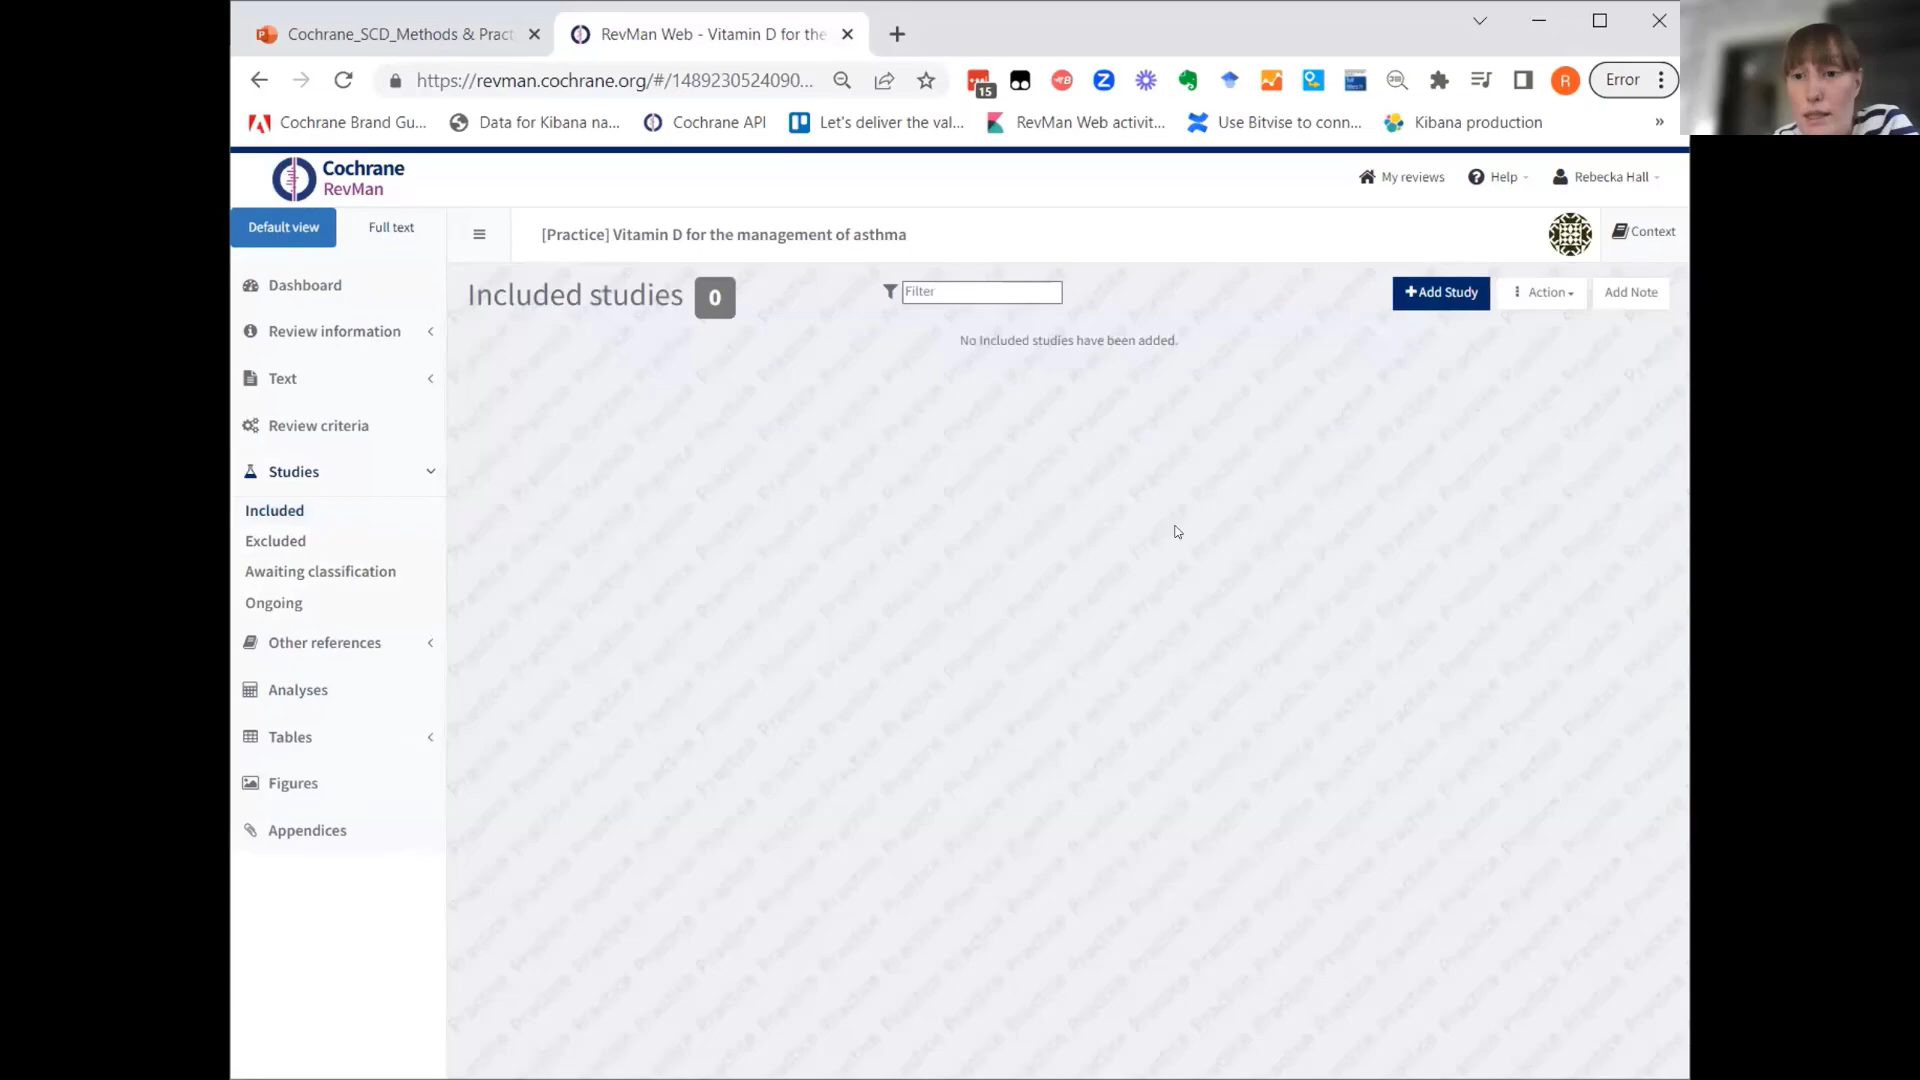 Cochrane_SCD_Methods & Pract
RevMan Web - Vitamin D for the
https://revman.cochrane.org/#/1489230524090...
15
R
Error
Cochrane Brand Gu...
Data for Kibana na...
Cochrane API
Let's deliver the val...
RevMan Web activit...
Use Bitvise to conn...
Kibana production
»
Cochrane
RevMan
My reviews
Help
Rebecka Hall
Default view
Full text
[Practice] Vitamin D for the management of asthma
Context
Dashboard
Review information
Text
Review criteria
Studies
Included
Excluded
Awaiting classification
Ongoing
Other references
Analyses
Tables
Figures
Appendices
Included studies 0
Filter
+Add Study
Action
Add Note
No Included studies have been added.
Practice